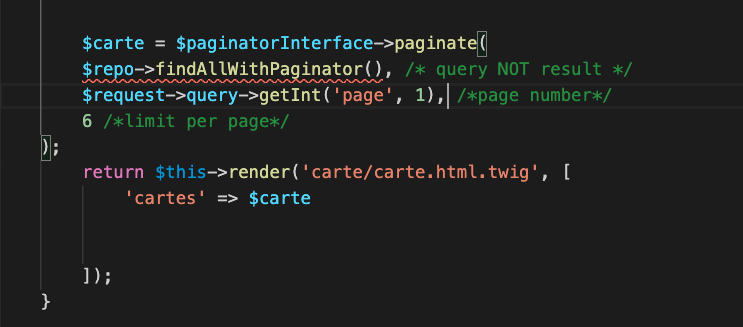 $carte = $paginatorInterface->paginate(
$repo->findAllWithPaginator(), /* query NOT result */
$request->query->getInt('page', 1), /*page number*/
6 /*limit per page*/
);
return $this->render('carte/carte.html.twig', [
'cartes' => $carte
]);
}